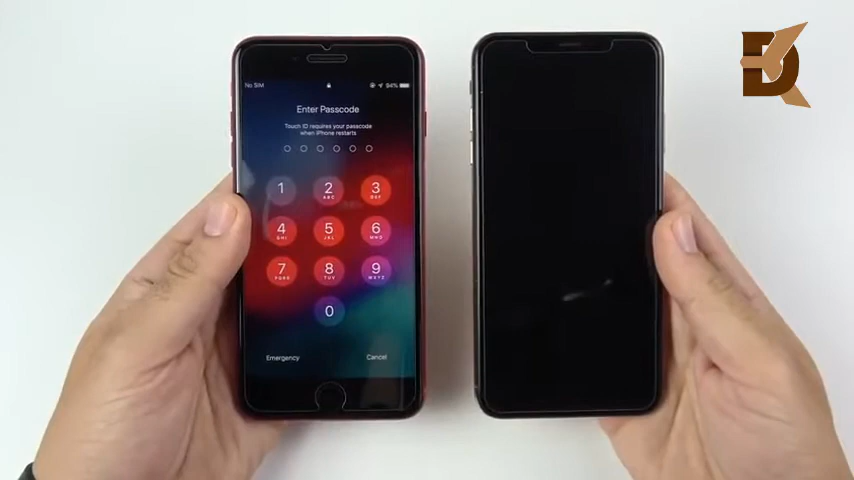 No SIM
94%
Enter Passcode
Touch ID requires your passcode
when iPhone restarts
1
2
ABC
3
DEF
4
GHI
5
JKL
6
MNO
7
PQRS
8
TUV
9
WXYZ
0
Emergency
Cancel
D